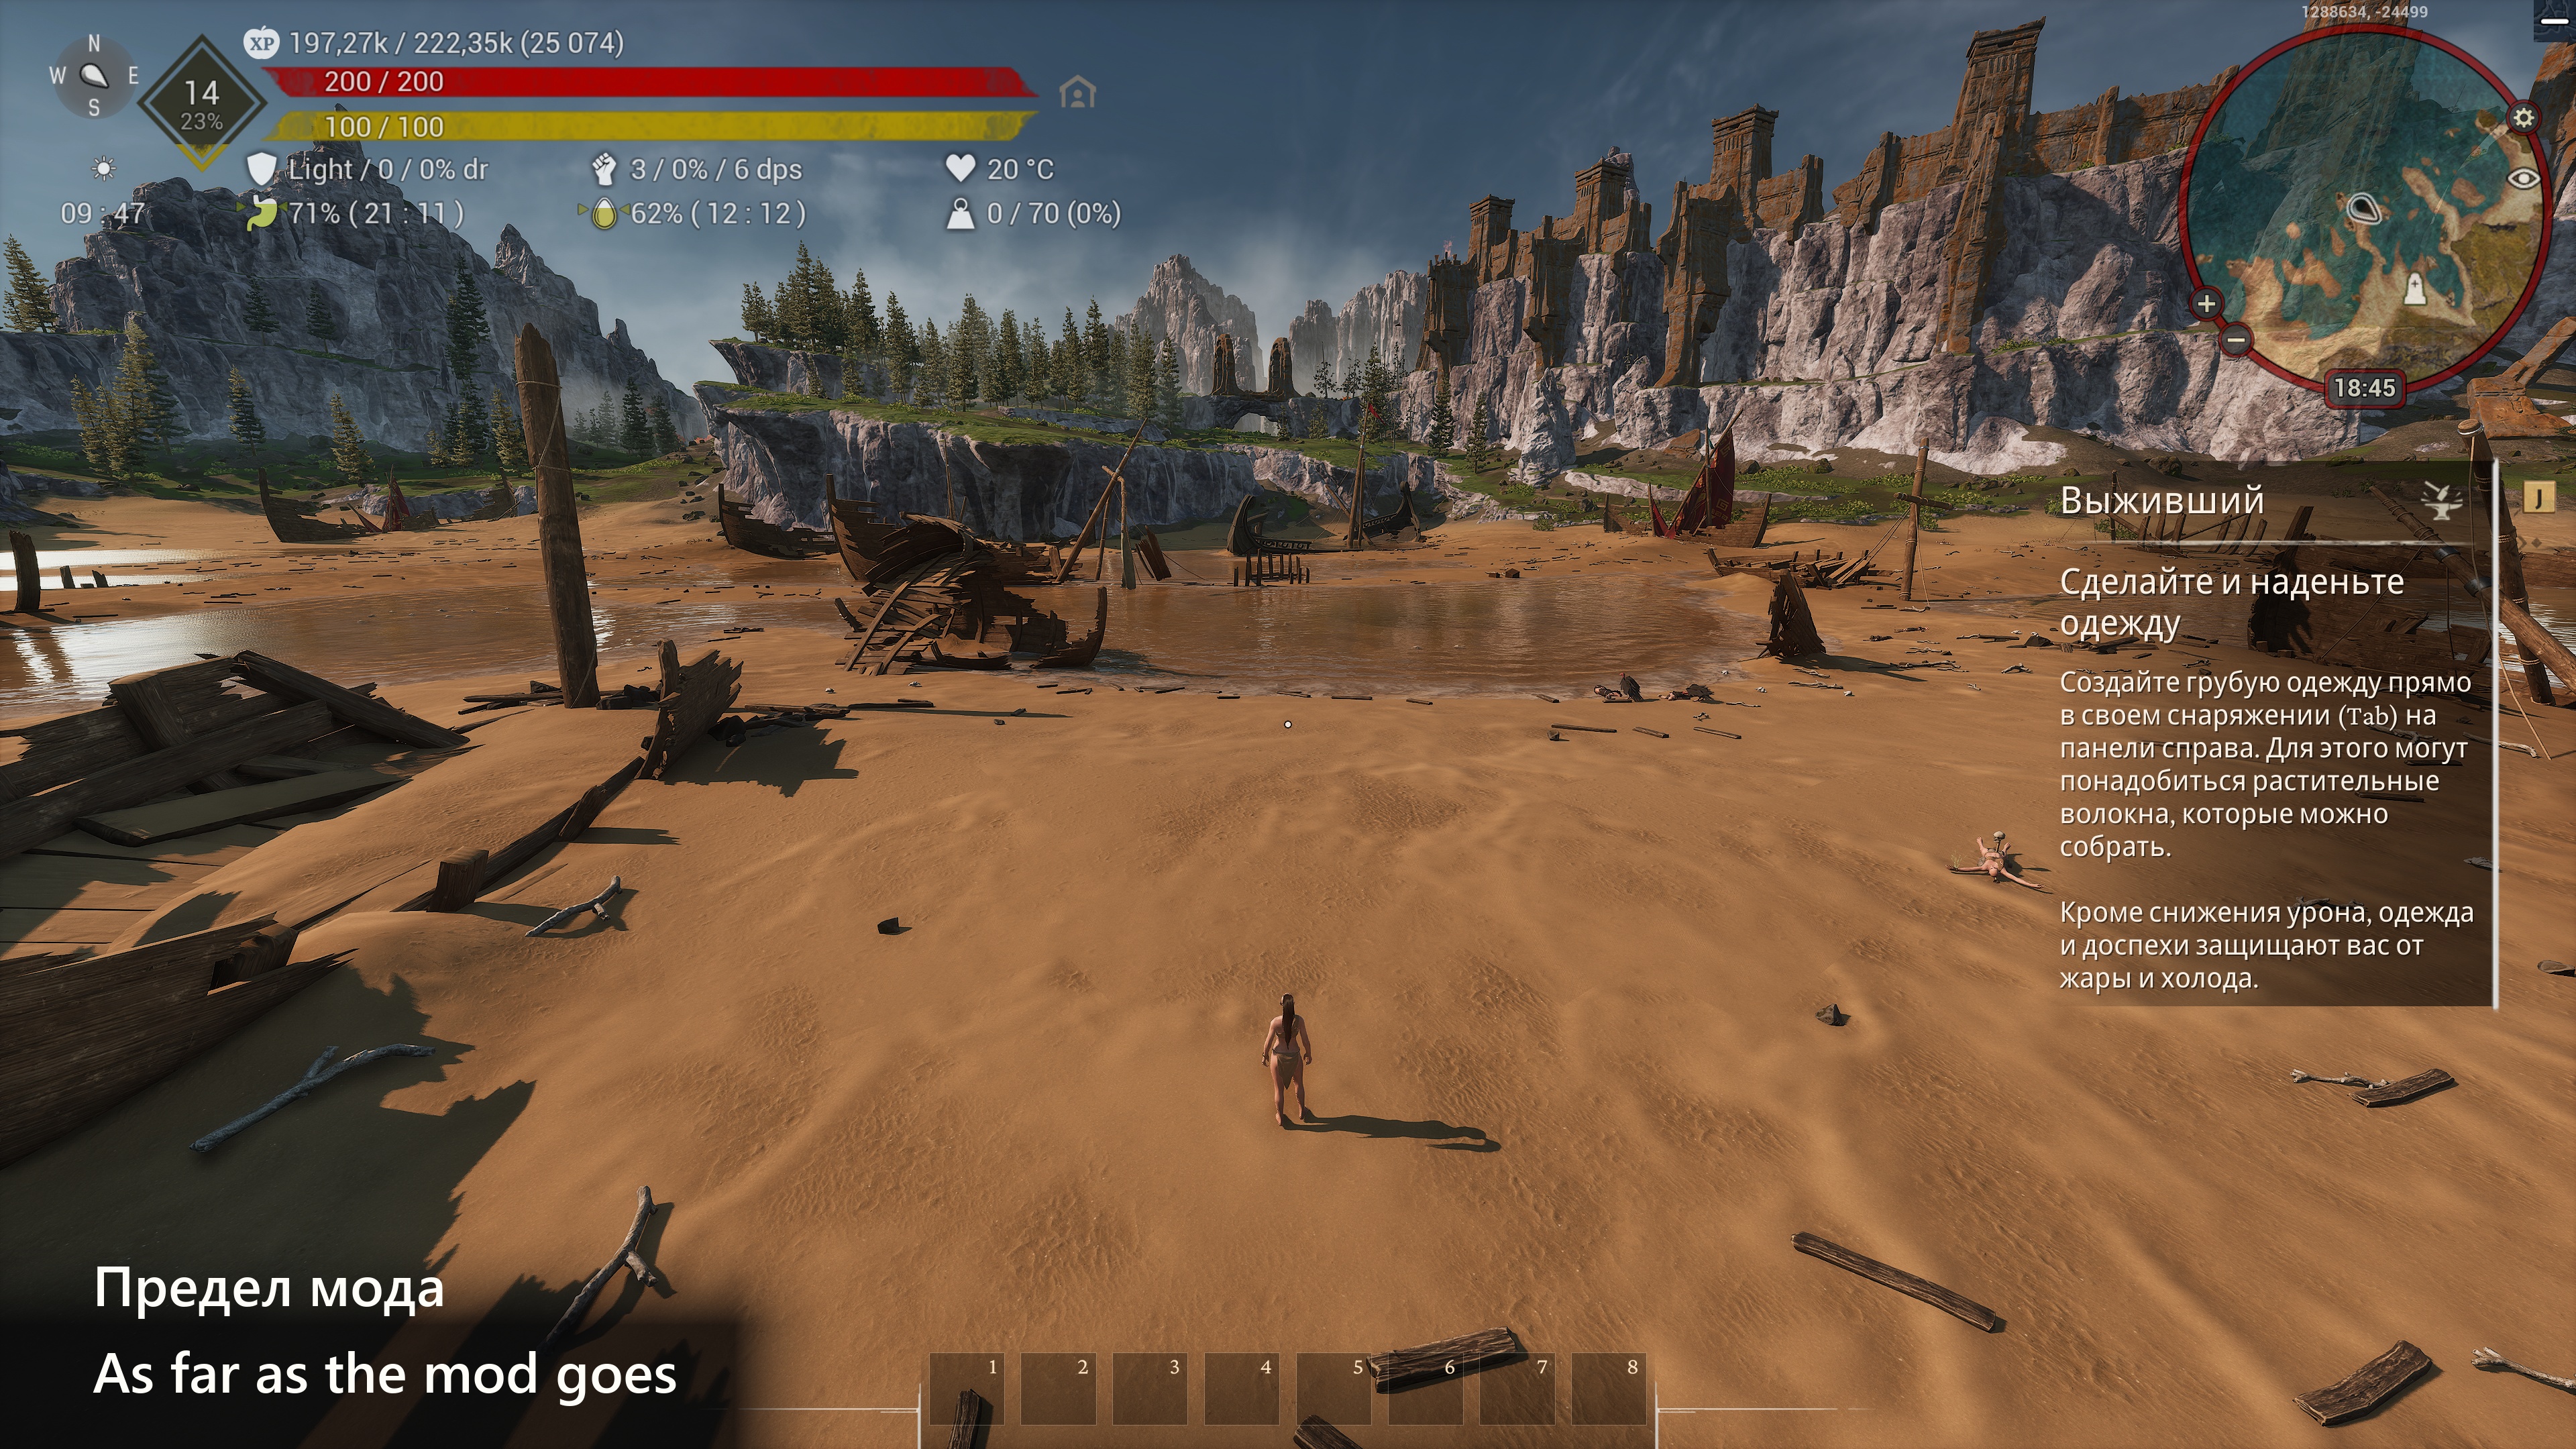 1288634, -24499
N
W E
S
XP 197,27k / 222,35k (25 074)
14
23%
200 / 200
100 / 100
Light / 0 / 0% dr
3 / 0% / 6 dps
20 °C
09 : 47
71% ( 21 : 11 )
62% ( 12 : 12 )
0 / 70 (0%)
18:45
Выживший
J
Сделайте и наденьте
одежду
Создайте грубую одежду прямо
в своем снаряжении (Tab) на
панели справа. Для этого могут
понадобиться растительные
волокна, которые можно
собрать.
Кроме снижения урона, одежда
и доспехи защищают вас от
жары и холода.
Предел мода
As far as the mod goes
1 2 3 4 5 6 7 8